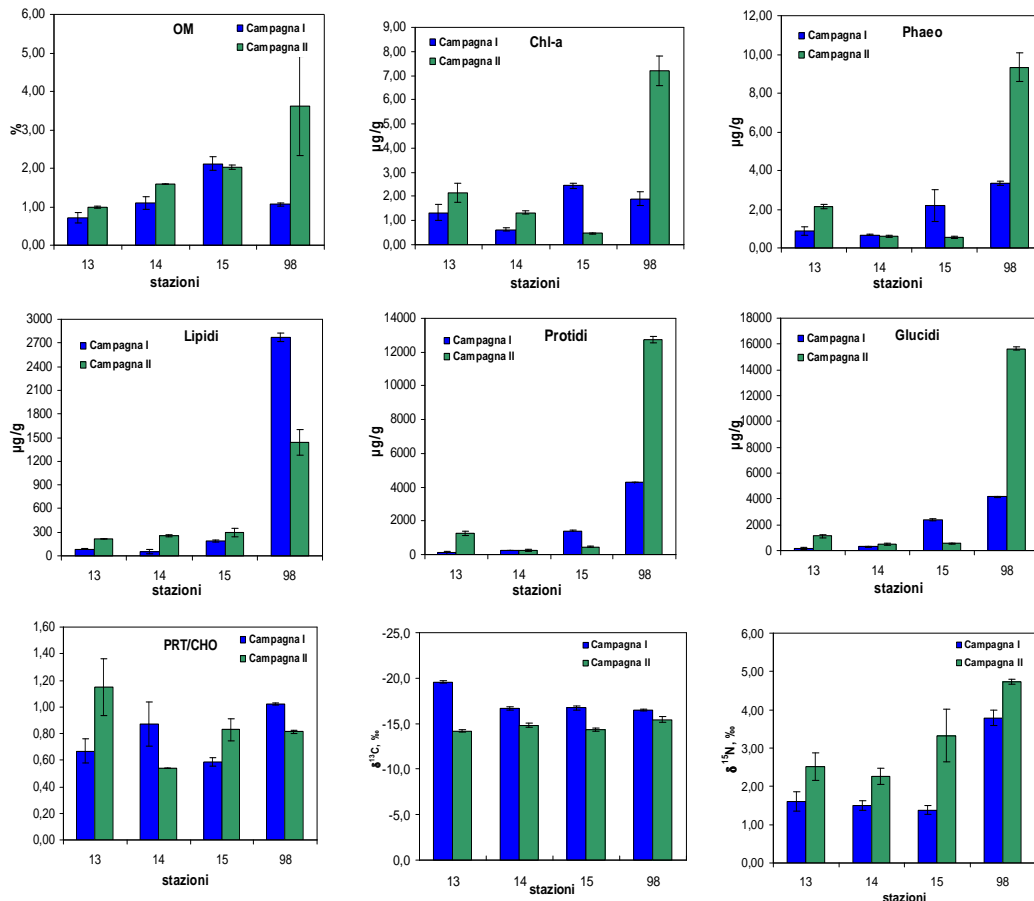 OM
Campagna I
Campagna II
%
6,00
5,00
4,00
3,00
2,00
1,00
0,00
13 14 15 98
stazioni
Chl-a
Campagna I
Campagna II
µg/g
9,00
8,00
7,00
6,00
5,00
4,00
3,00
2,00
1,00
0,00
13 14 15 98
stazioni
Phaeo
Campagna I
Campagna II
µg/g
12,00
10,00
8,00
6,00
4,00
2,00
0,00
13 14 15 98
stazioni
Lipidi
Campagna I
Campagna II
µg/g
3000
2700
2400
2100
1800
1500
1200
900
600
300
0
13 14 15 98
stazioni
Protidi
Campagna I
Campagna II
µg/g
14000
12000
10000
8000
6000
4000
2000
0
13 14 15 98
stazioni
Glucidi
Campagna I
Campagna II
µg/g
18000
16000
14000
12000
10000
8000
6000
4000
2000
0
13 14 15 98
stazioni
PRT/CHO
Campagna I
Campagna II
1,60
1,40
1,20
1,00
0,80
0,60
0,40
0,20
0,00
13 14 15 98
stazioni
Campagna I
Campagna II
δ¹³C, ‰
-25,0
-20,0
-15,0
-10,0
-5,0
0,0
13 14 15 98
stazioni
Campagna I
Campagna II
δ ¹⁵N, ‰
6,00
5,00
4,00
3,00
2,00
1,00
0,00
13 14 15 98
stazioni